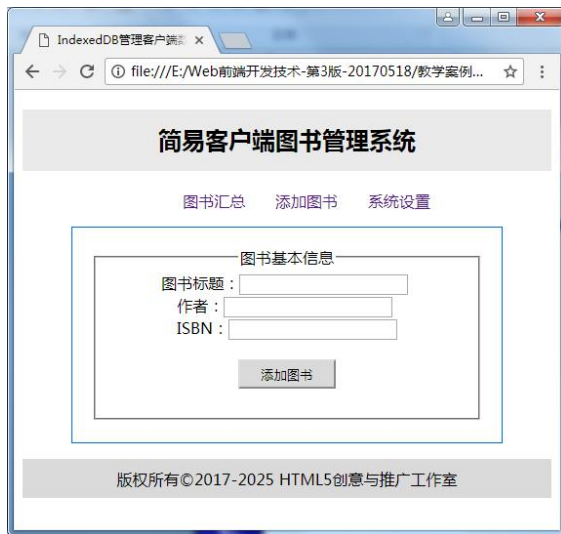 IndexedDB管理客户端
file:///E:/Web前端开发技术-第3版-20170518/教学案例...
简易客户端图书管理系统
图书汇总 添加图书 系统设置
图书基本信息
图书标题：
作者：
ISBN：
添加图书
版权所有©2017-2025 HTML5创意与推广工作室